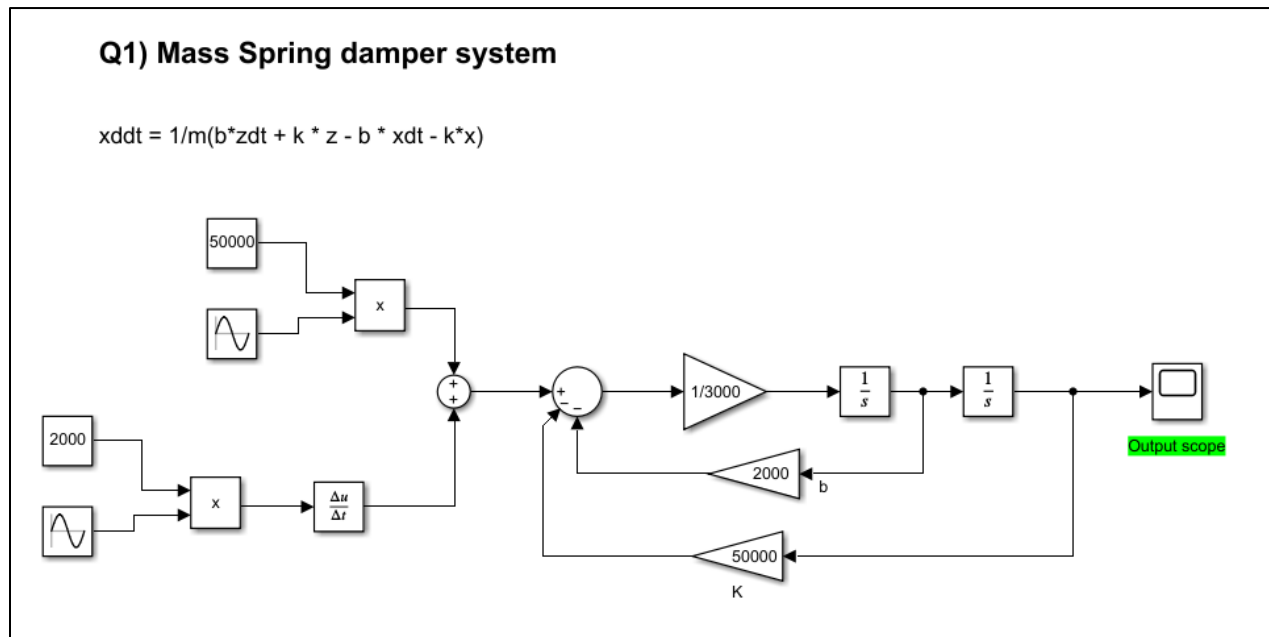 Q1) Mass Spring damper system
xddt = 1/m(b*zdt + k * z - b * xdt - k*x)
50000
x
+
+
+
−
−
1/3000
1
s
1
s
Output scope
2000
x
Δu
Δt
2000
b
50000
K